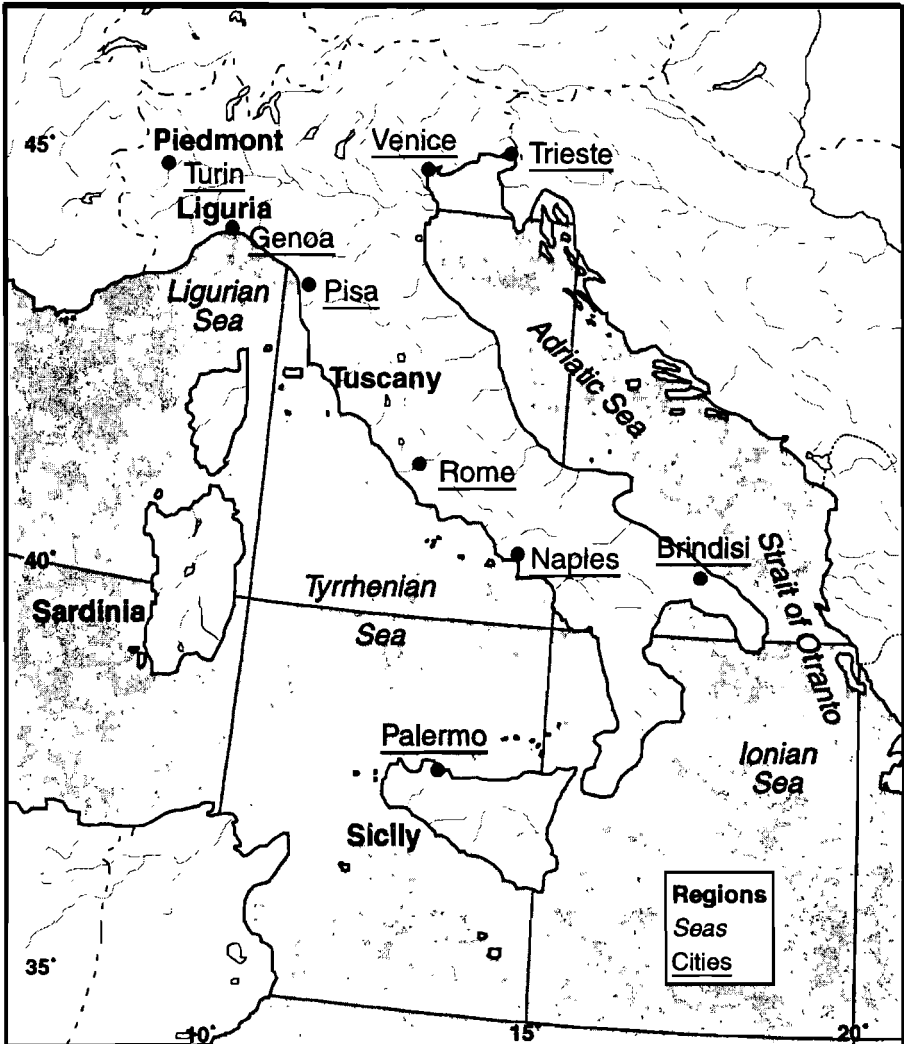 45°
Piedmont
Turin
Liguria
Genoa
Venice
Trieste
Ligurian
Sea
Pisa
Tuscany
Adriatic Sea
Rome
40°
Naples
Brindisi
Strait of Otranto
Sardinia
Tyrrhenian
Sea
Palermo
Ionian
Sea
Sicily
Regions
Seas
Cities
35°
10°
15°
20°